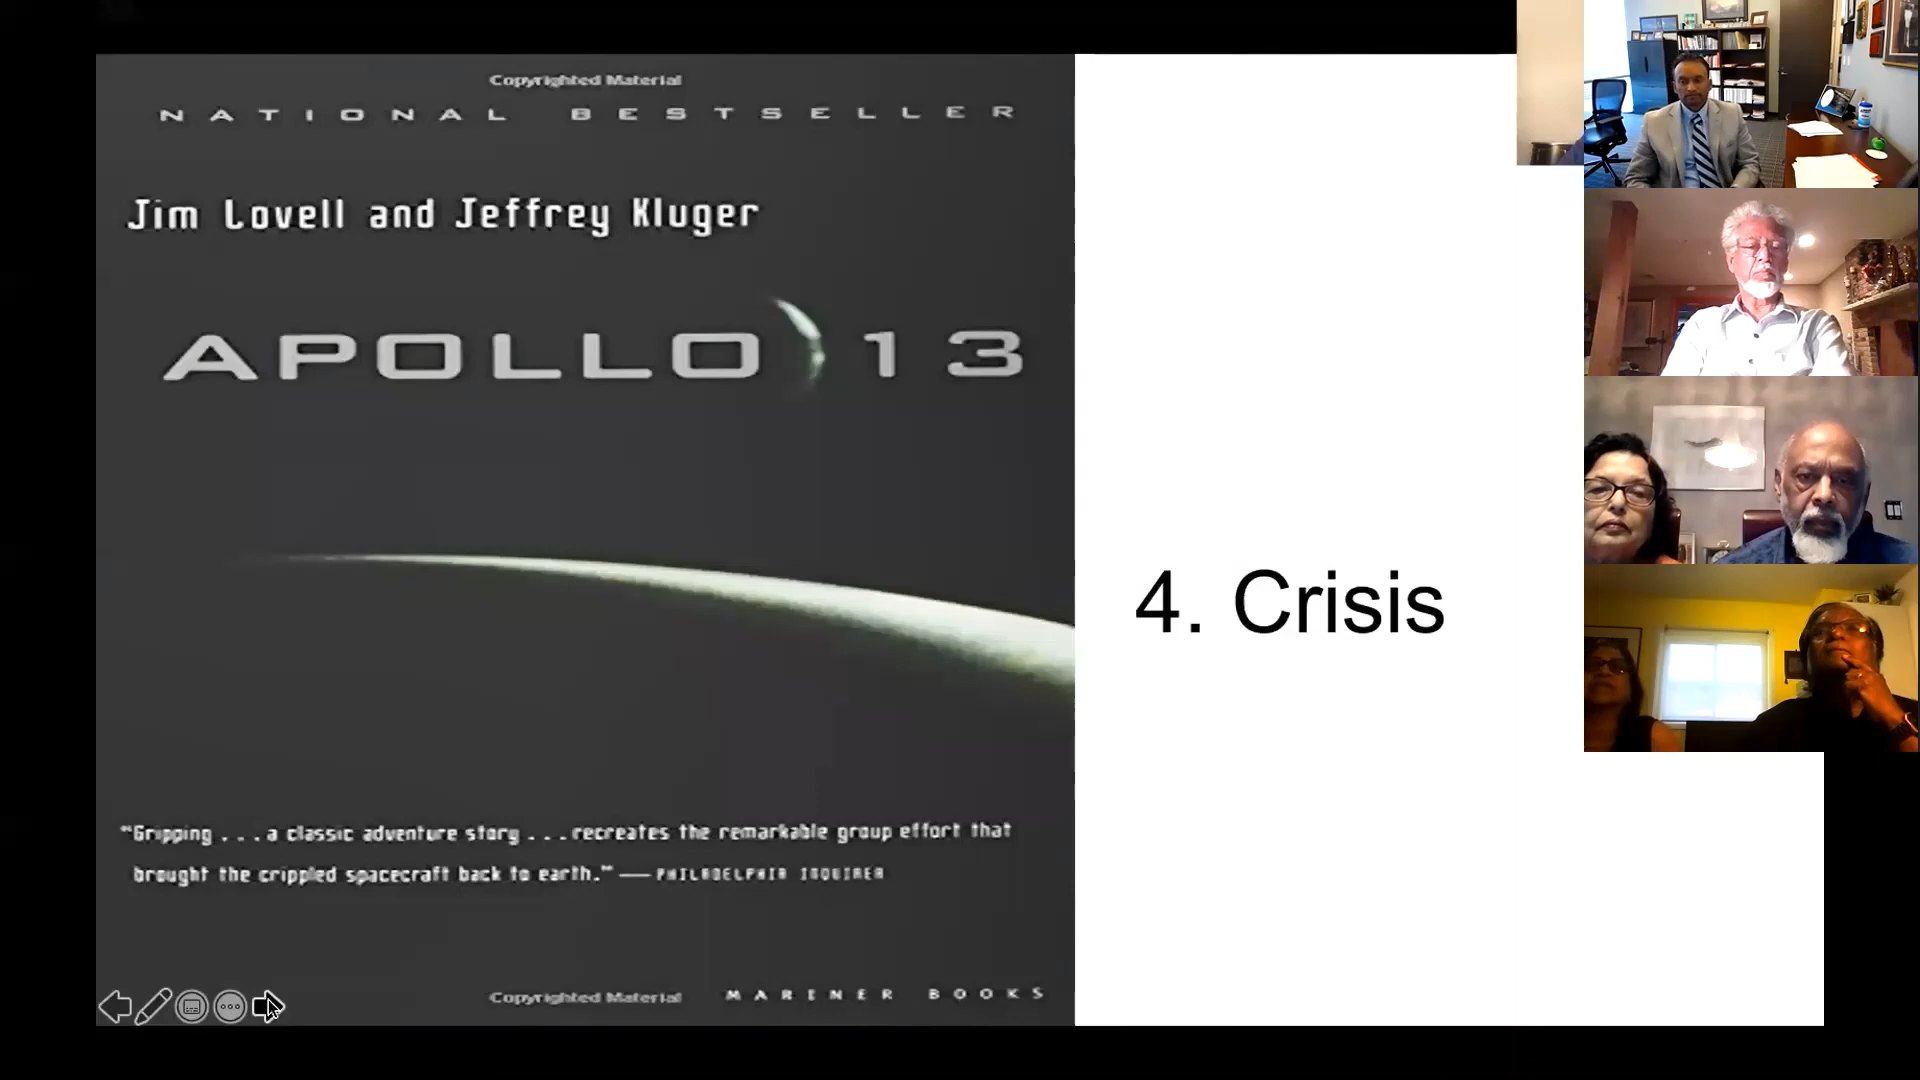 Copyrighted Material
NATIONAL BESTSELLER
Jim Lovell and Jeffrey Kluger
APOLLO 13
"Gripping . . . a classic adventure story . . . recreates the remarkable group effort that
brought the crippled spacecraft back to earth." — PHILADELPHIA INQUIRER
Copyrighted Material
MARINER BOOKS
4. Crisis